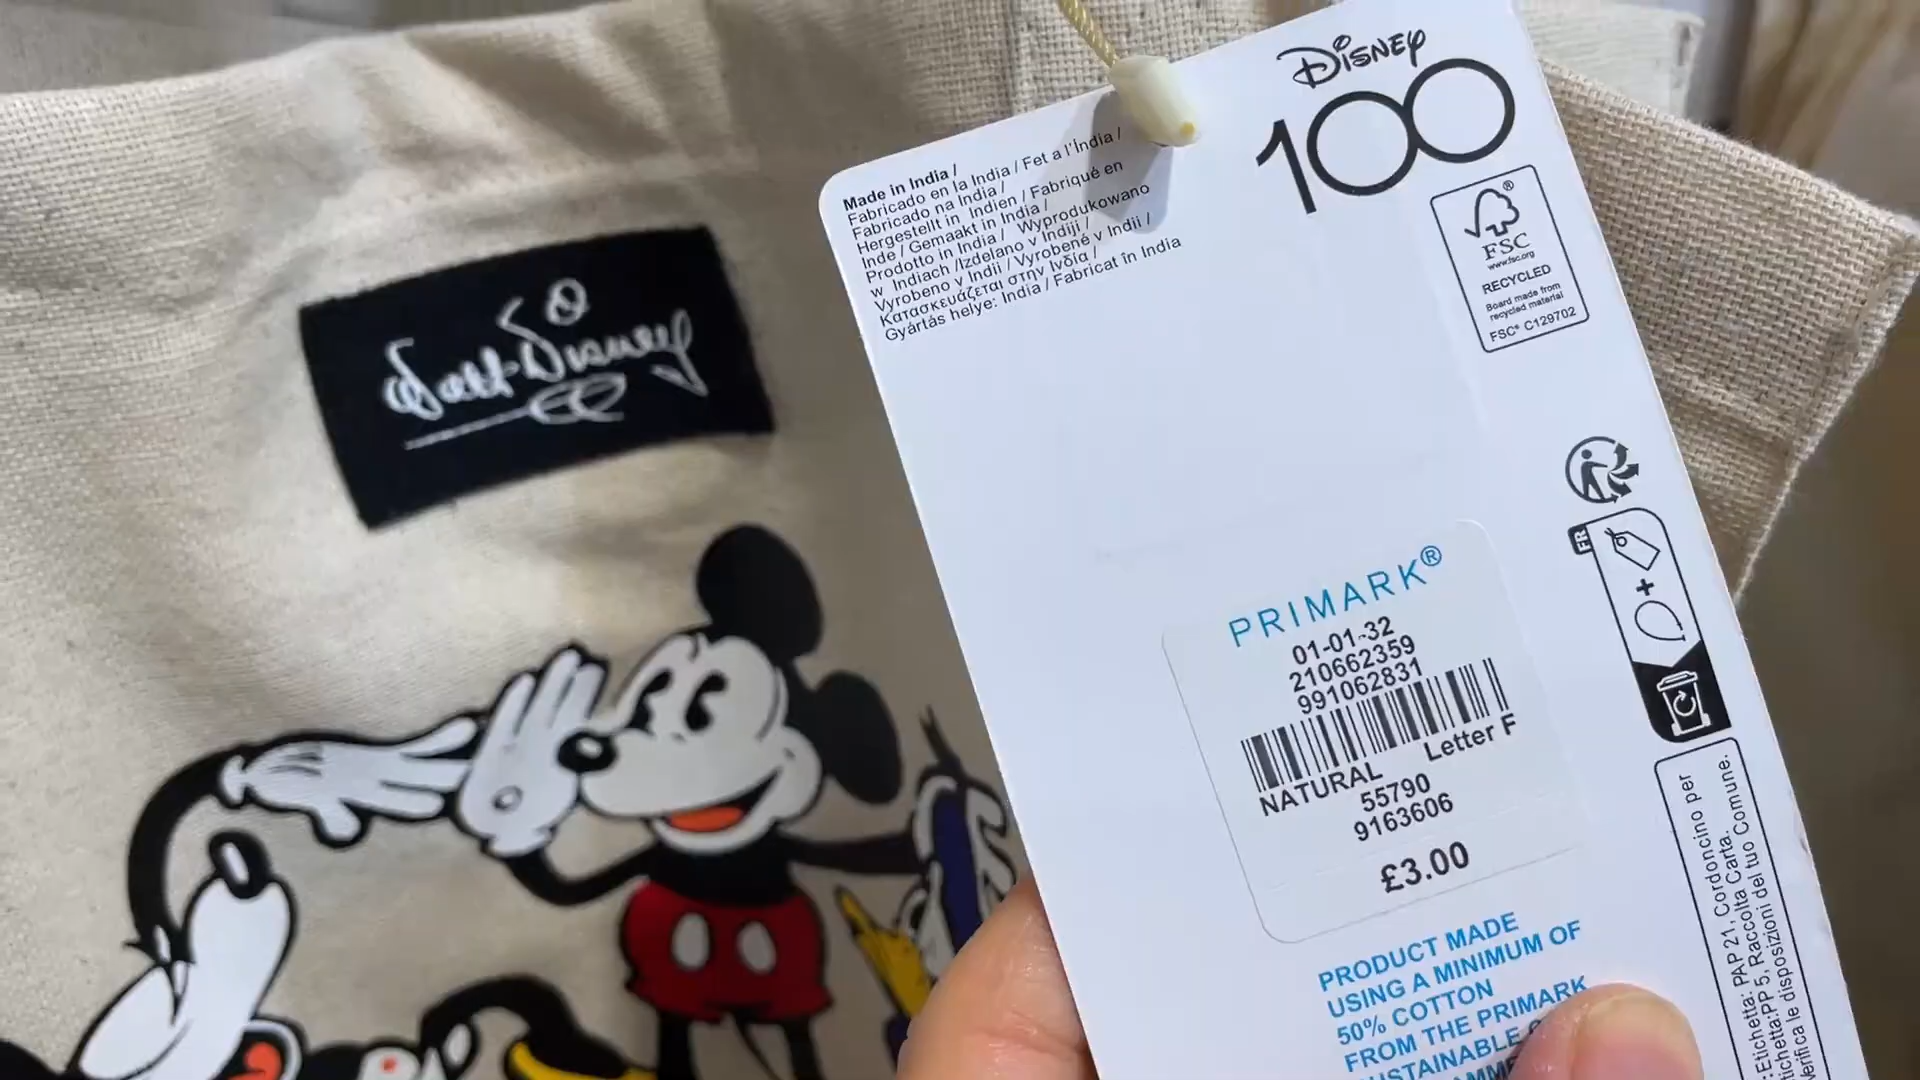 Walt Disney
Disney
100
Made in India /
Fabricado en la India / Fet a l'Índia /
Fabricado na India /
Hergestellt in Indien / Fabriqué en
Inde / Gemaakt in India /
Prodotto in India / Wyprodukowano
w Indiach /Izdelano v Indiji /
Vyrobeno v Indii / Vyrobené v Indii /
Κατασκευάζεται στην Ινδία /
Gyártás helye: India / Fabricat în India
FSC
www.fsc.org
RECYCLED
Board made from
recycled material
FSC® C129702
FR
PRIMARK®
01-01-32
210662359
991062831
NATURAL Letter F
55790
9163606
£3.00
PRODUCT MADE
USING A MINIMUM OF
50% COTTON
FROM THE PRIMARK
SUSTAINABLE
Etichetta: PAP 21, Cordoncino per
PP 5, Raccolta Carta.
Verifica le disposizioni del tuo Comune.